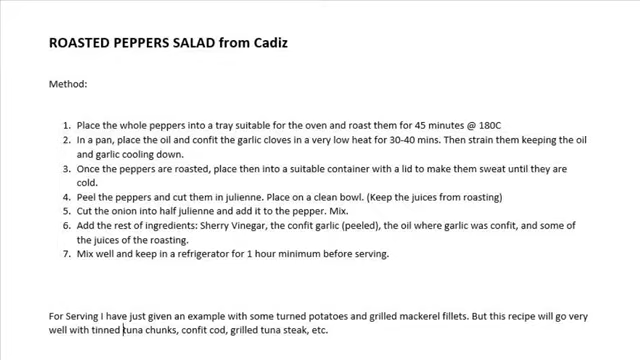 ROASTED PEPPERS SALAD from Cadiz
Method:
1. Place the whole peppers into a tray suitable for the oven and roast them for 45 minutes @ 180C
2. In a pan, place the oil and confit the garlic cloves in a very low heat for 30-40 mins. Then strain them keeping the oil
and garlic cooling down.
3. Once the peppers are roasted, place then into a suitable container with a lid to make them sweat until they are
cold.
4. Peel the peppers and cut them in julienne. Place on a clean bowl. (Keep the juices from roasting)
5. Cut the onion into half julienne and add it to the pepper. Mix.
6. Add the rest of ingredients: Sherry Vinegar, the confit garlic (peeled), the oil where garlic was confit, and some of
the juices of the roasting.
7. Mix well and keep in a refrigerator for 1 hour minimum before serving.
For Serving I have just given an example with some turned potatoes and grilled mackerel fillets. But this recipe will go very
well with tinned tuna chunks, confit cod, grilled tuna steak, etc.